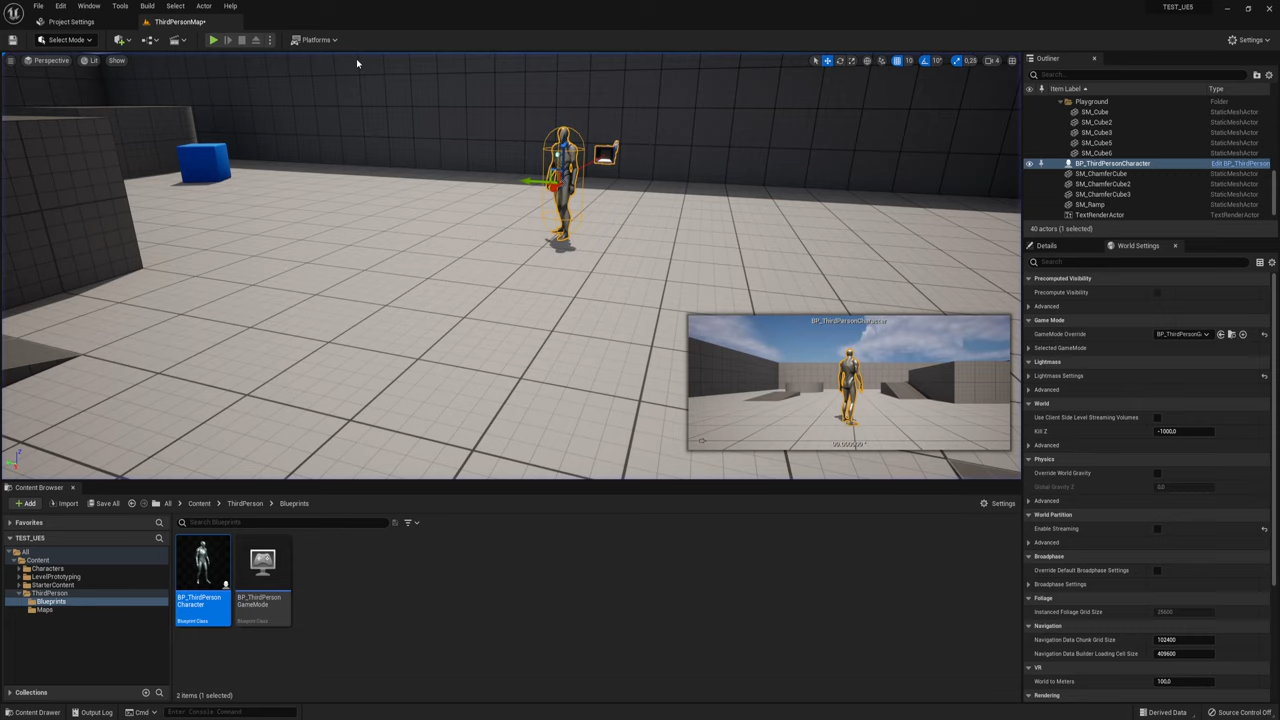 File
Edit
Window
Tools
Build
Select
Actor
Help
TEST_UE5
Project Settings
ThirdPersonMap*
Select Mode
Platforms
Settings
Perspective
Lit
Show
10
10°
0,25
4
BP_ThirdPersonCharacter
Outliner
Search...
Item Label
Type
Playground
Folder
SM_Cube
StaticMeshActor
SM_Cube2
StaticMeshActor
SM_Cube3
StaticMeshActor
SM_Cube5
StaticMeshActor
SM_Cube6
StaticMeshActor
BP_ThirdPersonCharacter
Edit BP_ThirdPerson
SM_ChamferCube
StaticMeshActor
SM_ChamferCube2
StaticMeshActor
SM_ChamferCube3
StaticMeshActor
SM_Ramp
StaticMeshActor
TextRenderActor
TextRenderActor
40 actors (1 selected)
Details
World Settings
Search
Precomputed Visibility
Precompute Visibility
Advanced
Game Mode
GameMode Override
BP_ThirdPersonG
Selected GameMode
Lightmass
Lightmass Settings
Advanced
World
Use Client Side Level Streaming Volumes
Kill Z
-1000,0
Advanced
Physics
Override World Gravity
Global Gravity Z
0,0
Advanced
World Partition
Enable Streaming
Advanced
Broadphase
Override Default Broadphase Settings
Broadphase Settings
Foliage
Instanced Foliage Grid Size
25600
Navigation
Navigation Data Chunk Grid Size
102400
Navigation Data Builder Loading Cell Size
409600
VR
World to Meters
100,0
Rendering
Content Browser
Add
Import
Save All
All
Content
ThirdPerson
Blueprints
Settings
Favorites
Search Blueprints
TEST_UE5
All
Content
Characters
LevelPrototyping
StarterContent
ThirdPerson
Blueprints
Maps
BP_ThirdPerson
Character
Blueprint Class
BP_ThirdPerson
GameMode
Blueprint Class
Collections
2 items (1 selected)
Content Drawer
Output Log
Cmd
Enter Console Command
Derived Data
Source Control Off